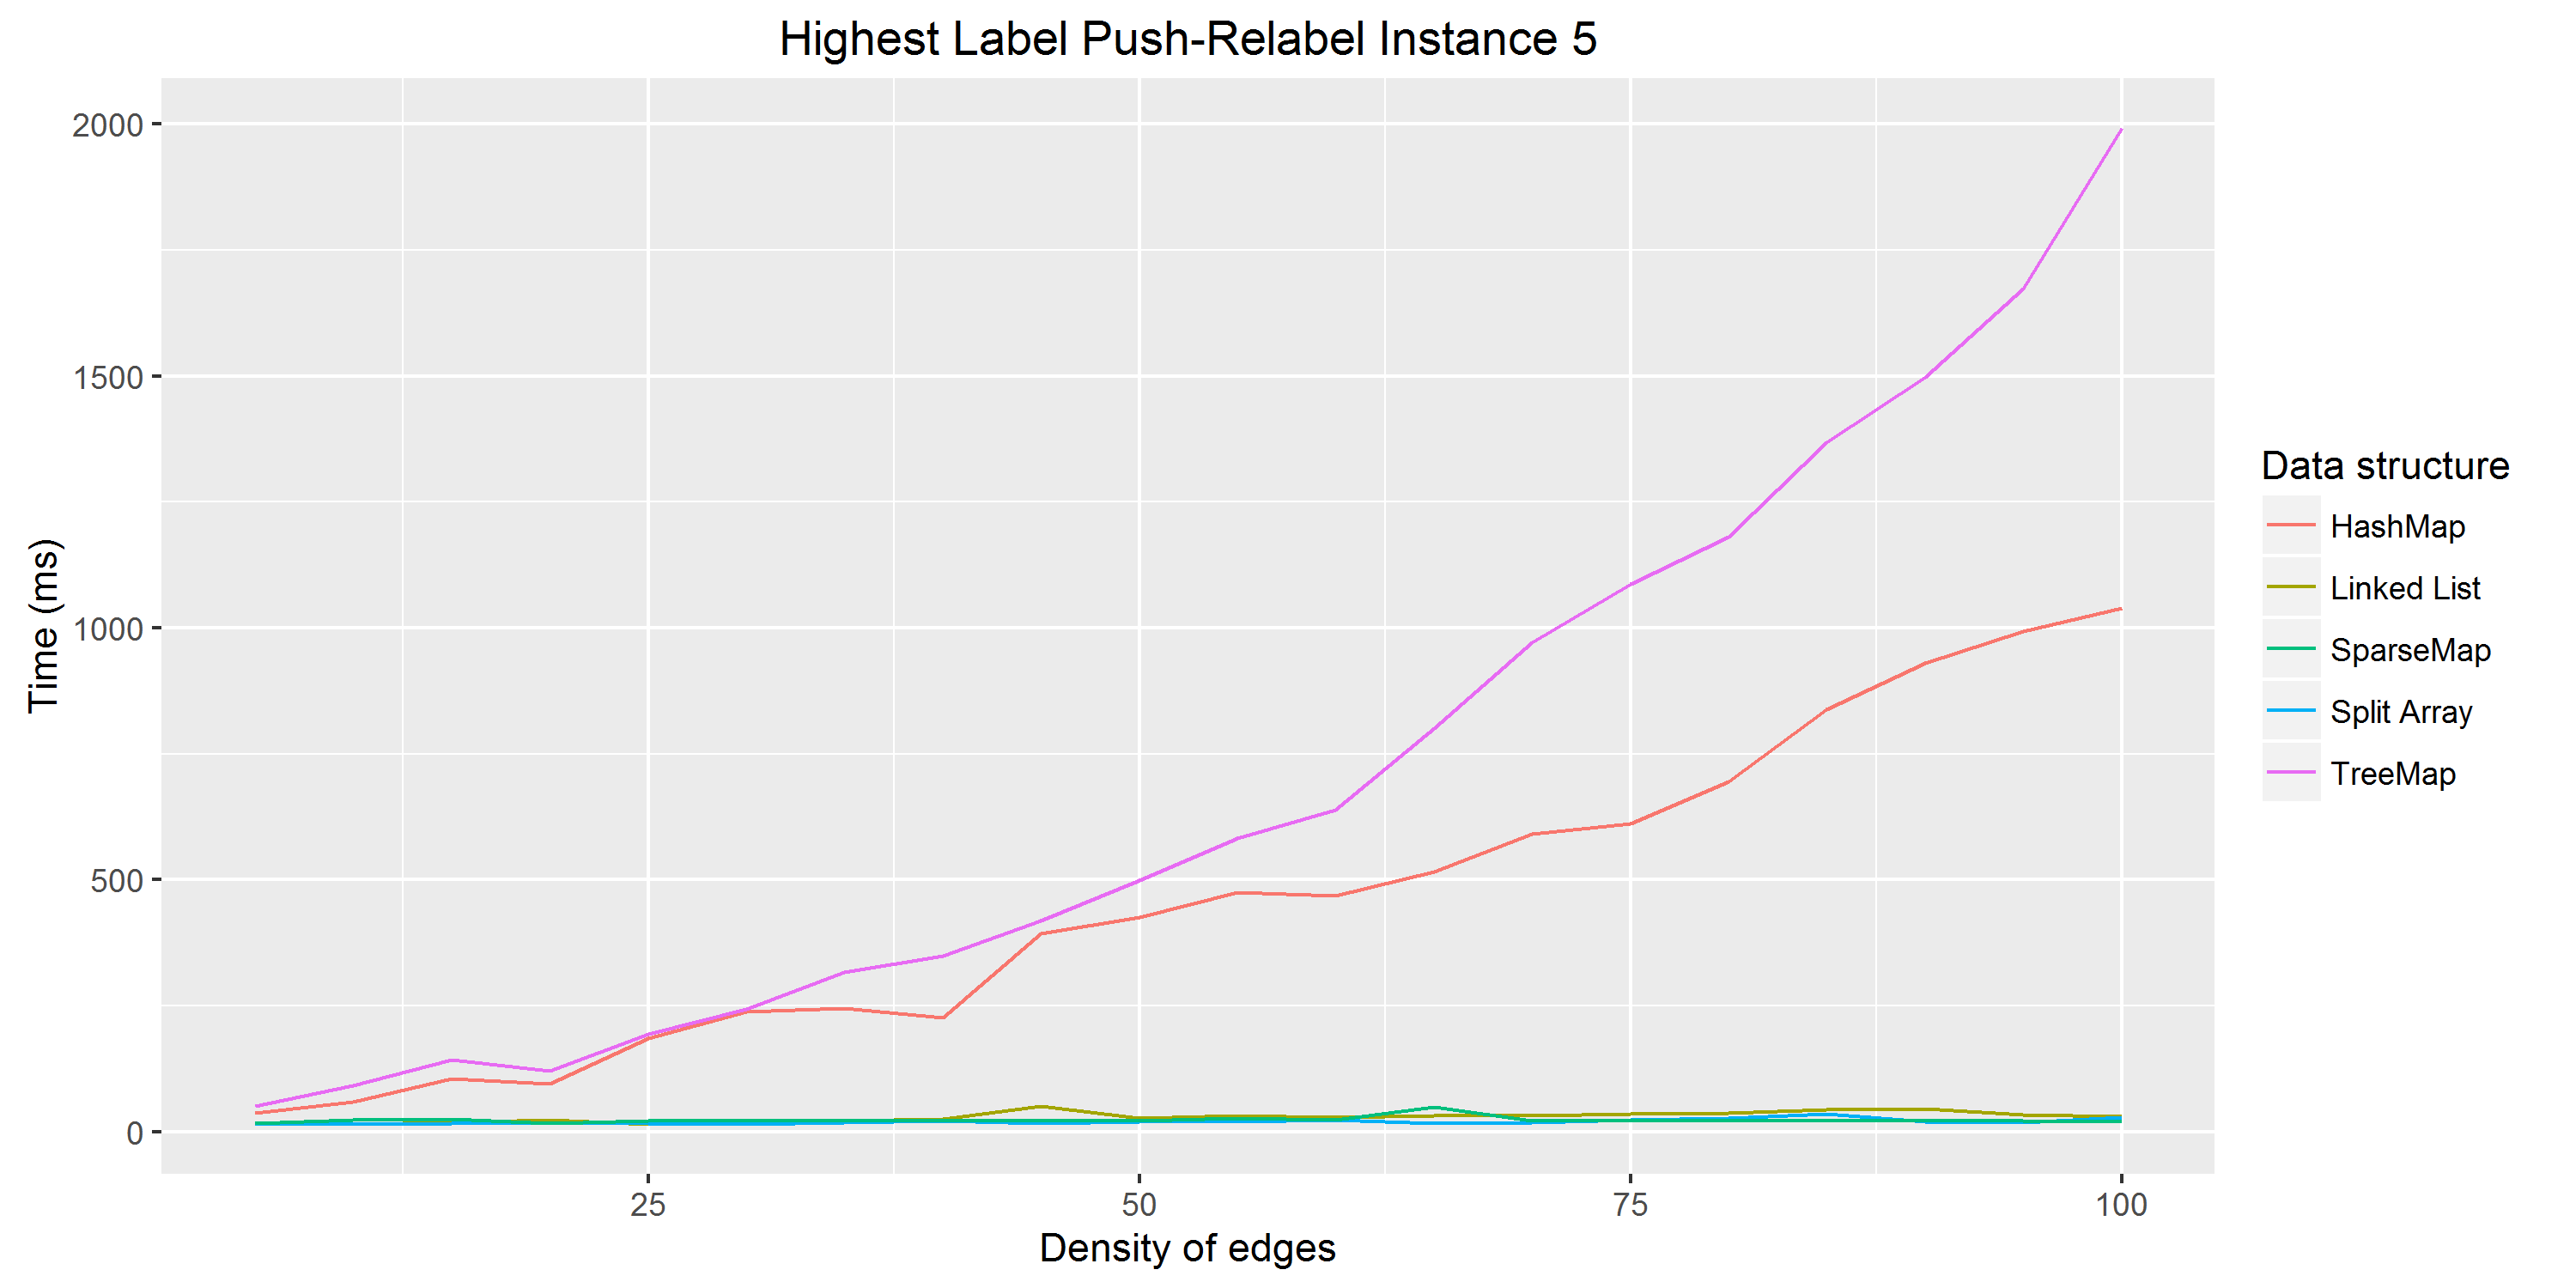 Highest Label Push-Relabel Instance 5
Time (ms)
2000
1500
1000
500
0
25 50 75 100
Density of edges
Data structure
HashMap
Linked List
SparseMap
Split Array
TreeMap